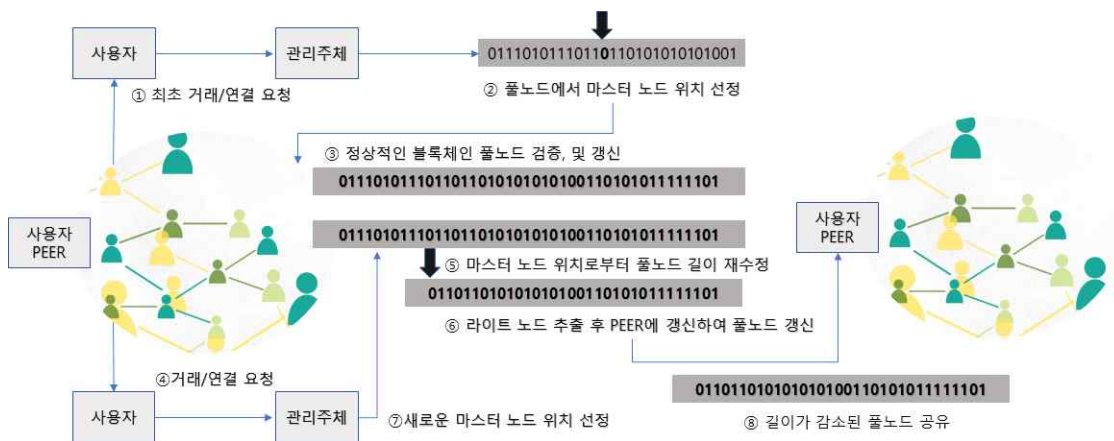 사용자
관리주체
0111010111011011010101010101001
① 최초 거래/연결 요청
② 풀노드에서 마스터 노드 위치 선정
③ 정상적인 블록체인 풀노드 검증, 및 갱신
01110101110110110101010101010011010101111101
사용자
PEER
01110101110110110101010101010011010101111101
⑤ 마스터 노드 위치로부터 풀노드 길이 재수정
0110110101010101010011010101111101
⑥ 라이트 노드 추출 후 PEER에 갱신하여 풀노드 갱신
사용자
PEER
④거래/연결 요청
사용자
관리주체
⑦새로운 마스터 노드 위치 선정
0110110101010101010011010101111101
⑧ 길이가 감소된 풀노드 공유